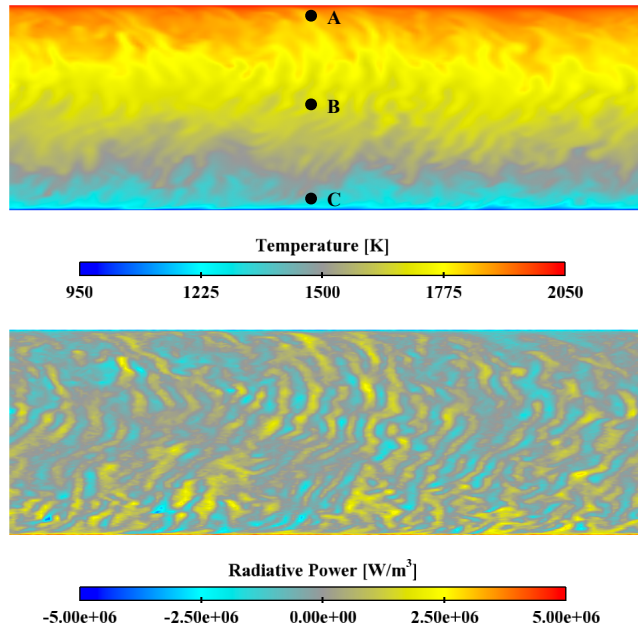 A
B
C
Temperature [K]
950 1225 1500 1775 2050
Radiative Power [W/m³]
-5.00e+06 -2.50e+06 0.00e+00 2.50e+06 5.00e+06